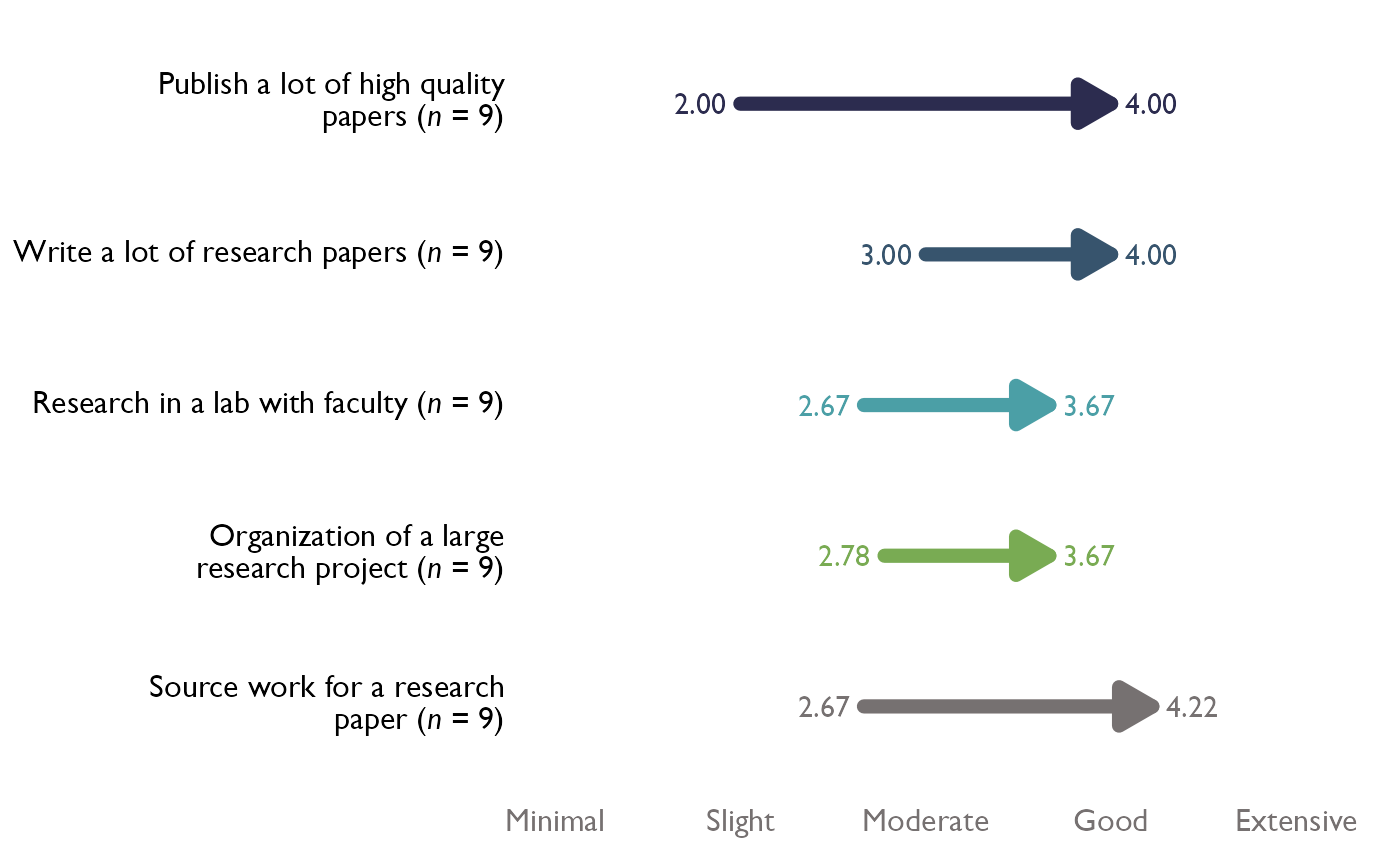 Publish a lot of high quality
papers (n = 9)
2.00
4.00
Write a lot of research papers (n = 9)
3.00
4.00
Research in a lab with faculty (n = 9)
2.67
3.67
Organization of a large
research project (n = 9)
2.78
3.67
Source work for a research
paper (n = 9)
2.67
4.22
Minimal Slight Moderate Good Extensive